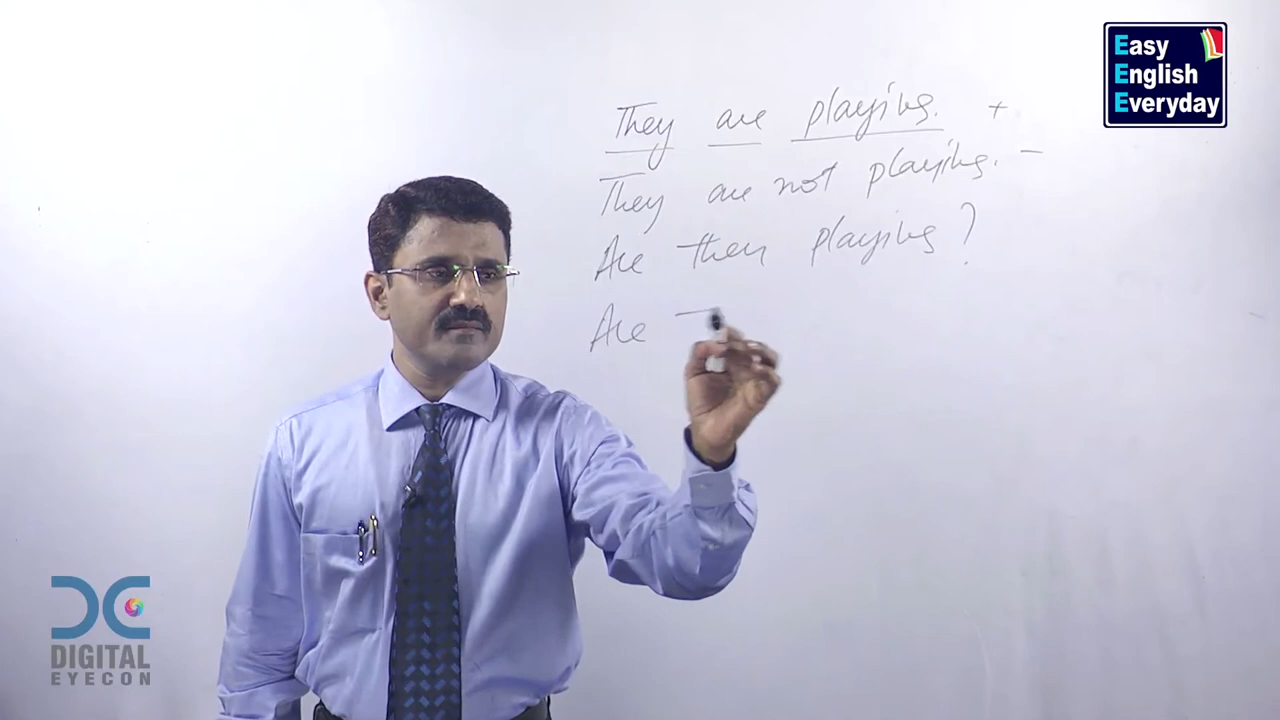 Easy
English
Everyday
They are playing. +
They are not playing. -
Are they playing?
Are
DIGITAL
EYECON